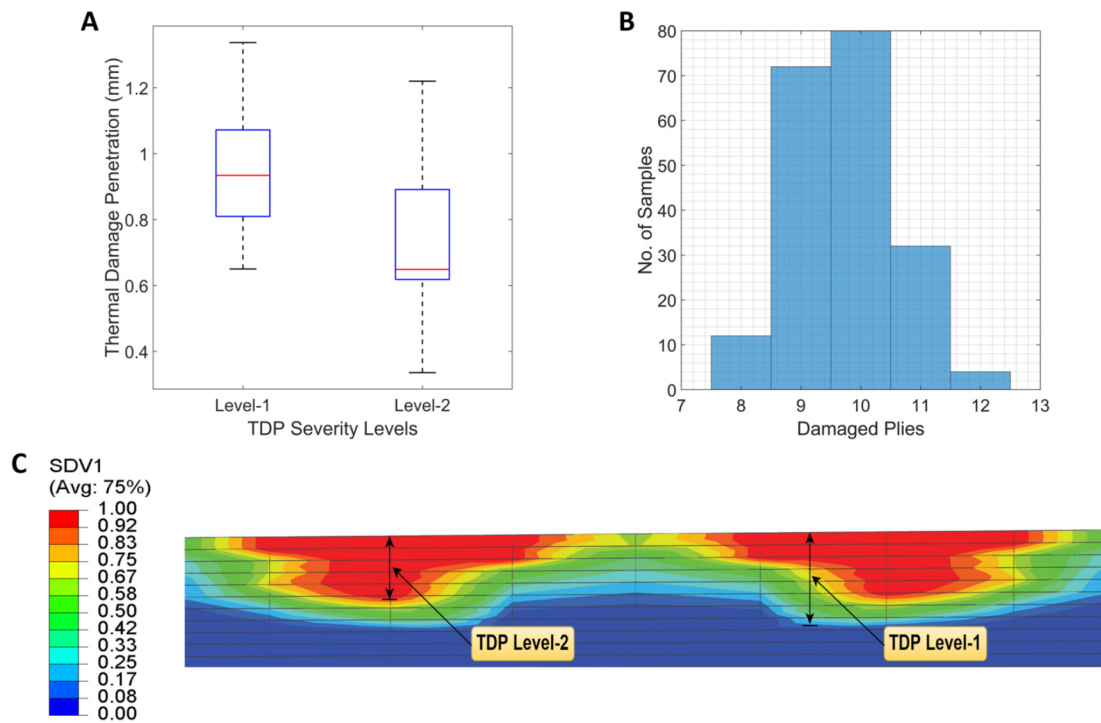 A
Thermal Damage Penetration (mm)
1.2
1
0.8
0.6
0.4
Level-1
Level-2
TDP Severity Levels
B
No. of Samples
80
70
60
50
40
30
20
10
0
7 8 9 10 11 12 13
Damaged Plies
C
SDV1
(Avg: 75%)
1.00
0.92
0.83
0.75
0.67
0.58
0.50
0.42
0.33
0.25
0.17
0.08
0.00
TDP Level-2
TDP Level-1